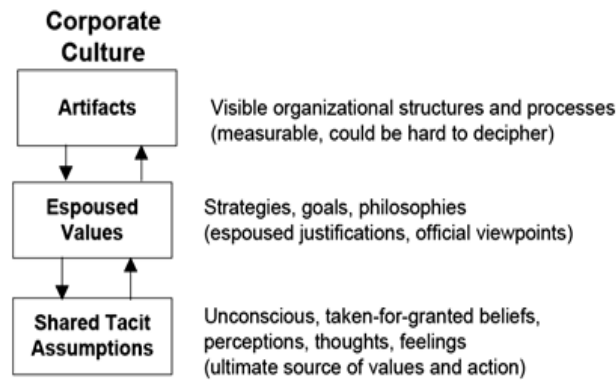 Corporate
Culture
Artifacts
Visible organizational structures and processes
(measurable, could be hard to decipher)
Espoused
Values
Strategies, goals, philosophies
(espoused justifications, official viewpoints)
Shared Tacit
Assumptions
Unconscious, taken-for-granted beliefs,
perceptions, thoughts, feelings
(ultimate source of values and action)